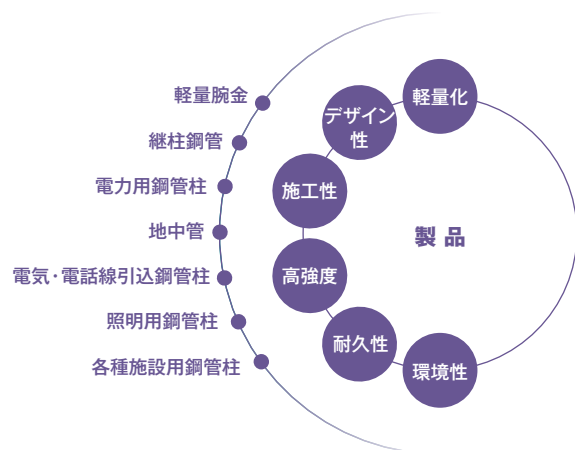 軽量腕金
継柱鋼管
電力用鋼管柱
地中管
電気・電話線引込鋼管柱
照明用鋼管柱
各種施設用鋼管柱
軽量化
デザイン
性
施工性
高強度
耐久性
環境性
製品